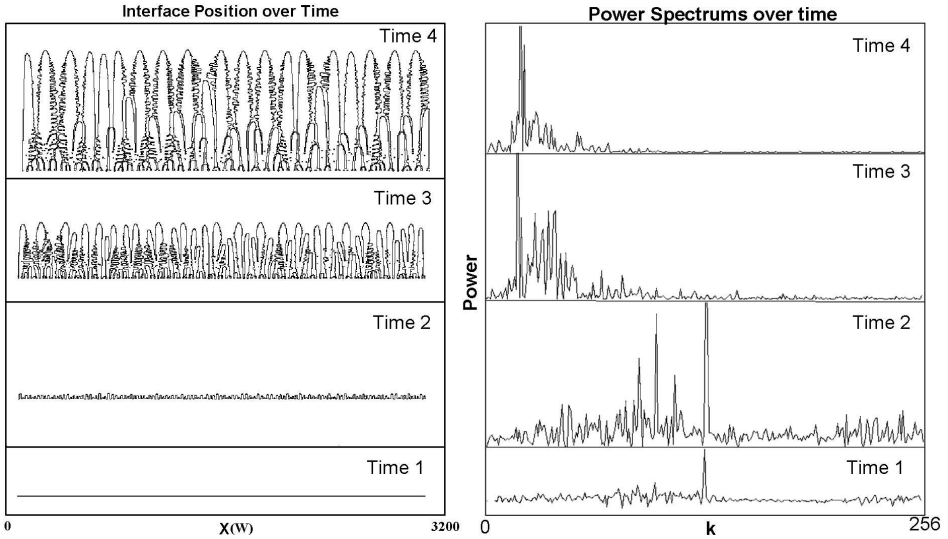 Interface Position over Time
Time 4
Time 3
Time 2
Time 1
0
X(W)
3200
Power Spectrums over time
Time 4
Time 3
Time 2
Time 1
Power
0
k
256